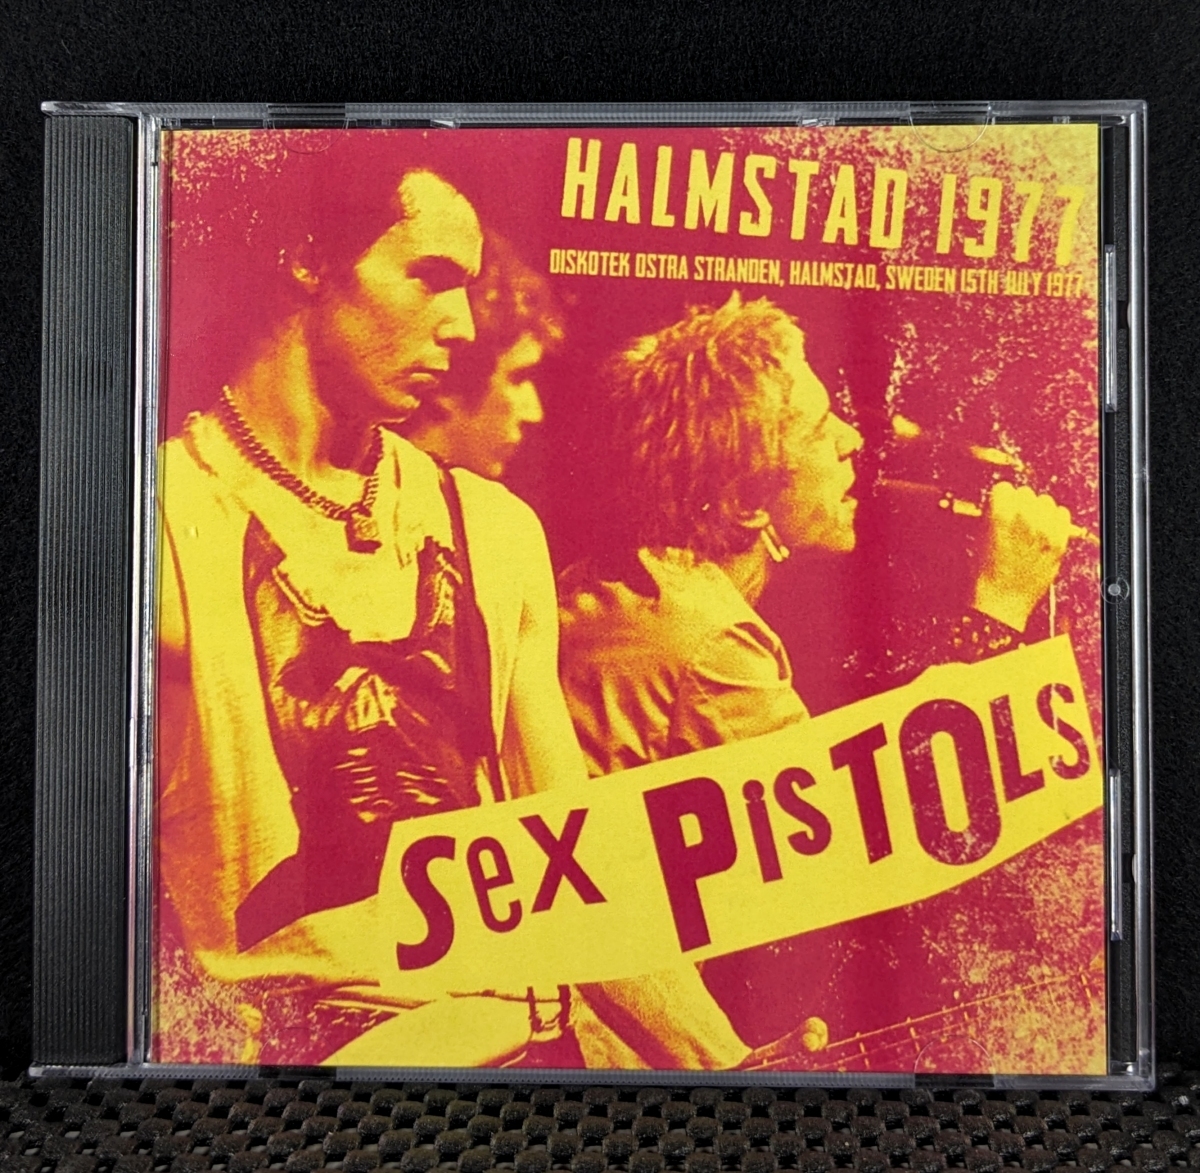 HALMSTAD 1977
DISKOTEK OSTRA STRANDEN, HALMSTAD, SWEDEN 15TH JULY 1977
Sex PisTOLS